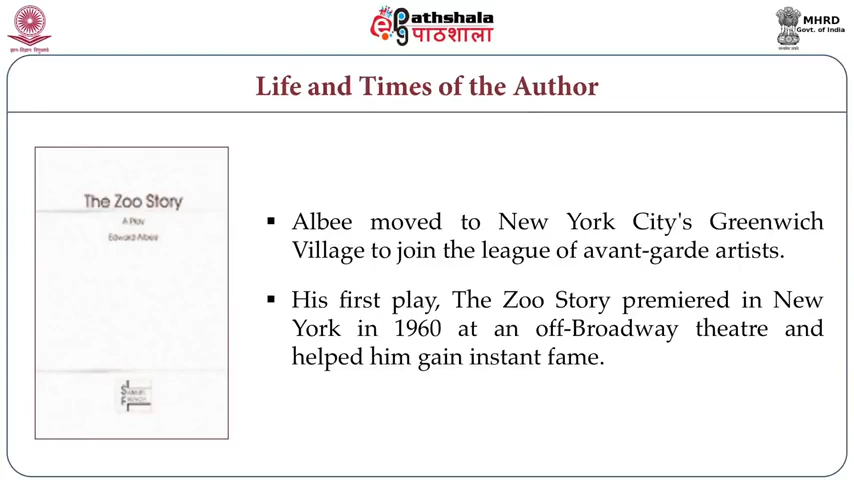 ePathshala
पाठशाला
MHRD
Govt. of India
Life and Times of the Author
The Zoo Story
A Play
Edward Albee
▪ Albee moved to New York City's Greenwich
Village to join the league of avant-garde artists.
▪ His first play, The Zoo Story premiered in New
York in 1960 at an off-Broadway theatre and
helped him gain instant fame.